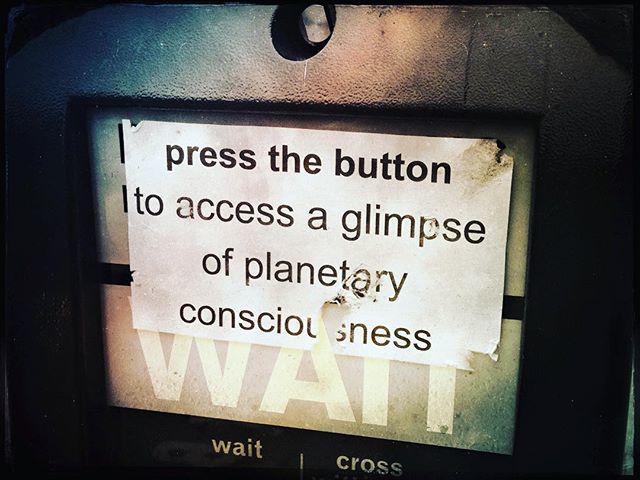 press the button
to access a glimpse
of planetary
consciousness
WAIT
wait
cross